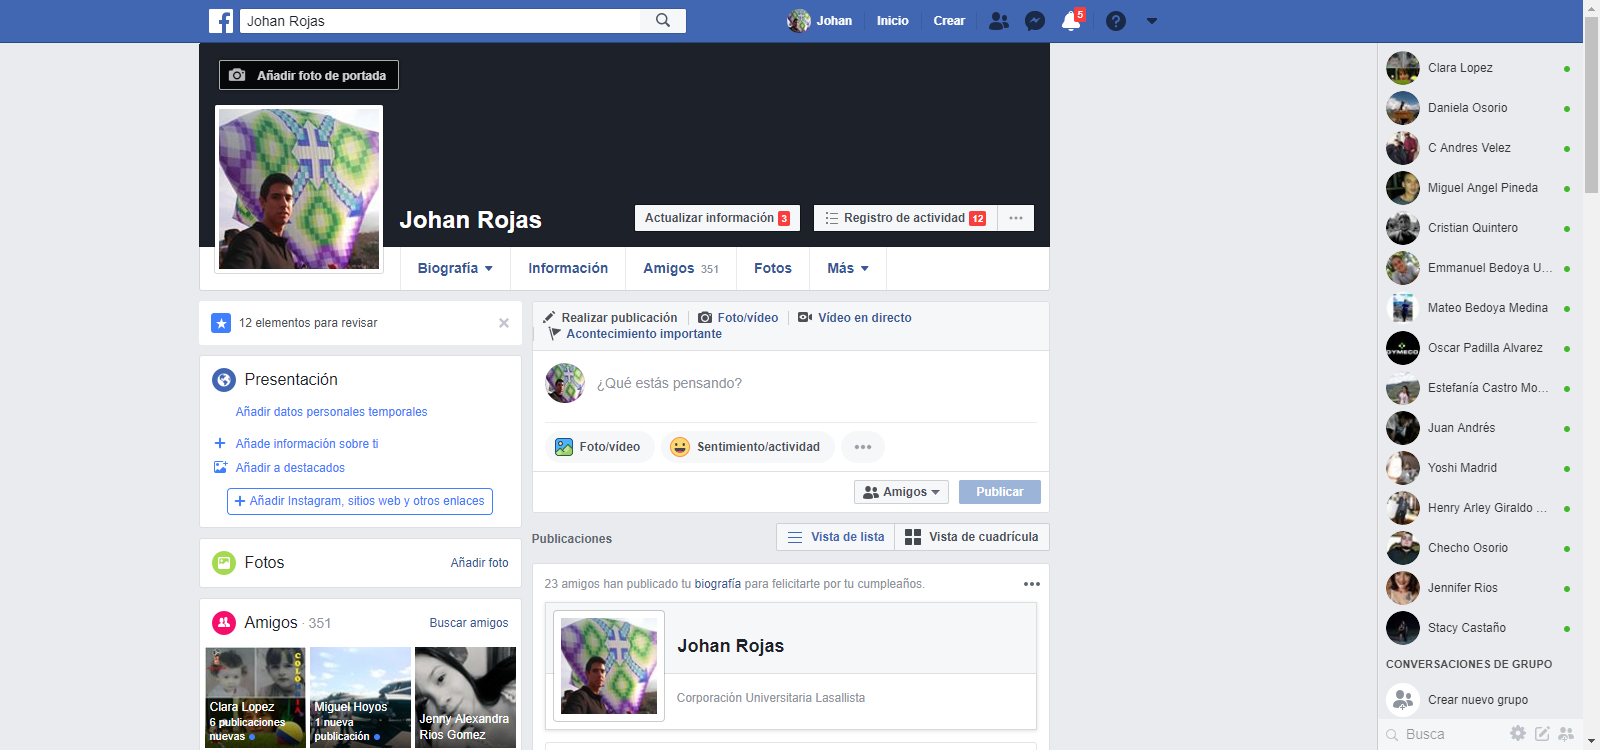 Johan Rojas
Johan
Inicio
Crear
5
Añadir foto de portada
Johan Rojas
Actualizar información 3
Registro de actividad 12
Biografía
Información
Amigos 351
Fotos
Más
12 elementos para revisar
Presentación
Añadir datos personales temporales
Añade información sobre ti
Añadir a destacados
Añadir Instagram, sitios web y otros enlaces
Fotos
Añadir foto
Amigos · 351
Buscar amigos
Clara Lopez
6 publicaciones
nuevas
Miguel Hoyos
1 nueva
publicación
Jenny Alexandra
Rios Gomez
Realizar publicación
Foto/vídeo
Vídeo en directo
Acontecimiento importante
¿Qué estás pensando?
Foto/vídeo
Sentimiento/actividad
Amigos
Publicar
Publicaciones
Vista de lista
Vista de cuadrícula
23 amigos han publicado tu biografía para felicitarte por tu cumpleaños.
Johan Rojas
Corporación Universitaria Lasallista
Clara Lopez
Daniela Osorio
C Andres Velez
Miguel Angel Pineda
Cristian Quintero
Emmanuel Bedoya U...
Mateo Bedoya Medina
Oscar Padilla Alvarez
Estefanía Castro Mo...
Juan Andrés
Yoshi Madrid
Henry Arley Giraldo ...
Checho Osorio
Jennifer Rios
Stacy Castaño
CONVERSACIONES DE GRUPO
Crear nuevo grupo
Busca